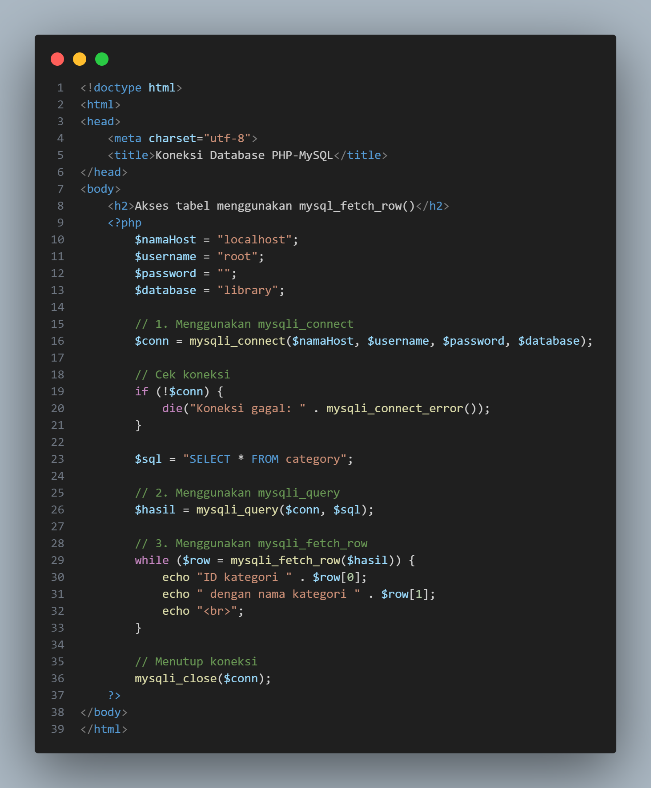 1 <!doctype html>
2 <html>
3 <head>
4 <meta charset="utf-8">
5 <title>Koneksi Database PHP-MySQL</title>
6 </head>
7 <body>
8 <h2>Akses tabel menggunakan mysql_fetch_row()</h2>
9 <?php
10 $namaHost = "localhost";
11 $username = "root";
12 $password = "";
13 $database = "library";
14
15 // 1. Menggunakan mysqli_connect
16 $conn = mysqli_connect($namaHost, $username, $password, $database);
17
18 // Cek koneksi
19 if (!$conn) {
20 die("Koneksi gagal: " . mysqli_connect_error());
21 }
22
23 $sql = "SELECT * FROM category";
24
25 // 2. Menggunakan mysqli_query
26 $hasil = mysqli_query($conn, $sql);
27
28 // 3. Menggunakan mysqli_fetch_row
29 while ($row = mysqli_fetch_row($hasil)) {
30 echo "ID kategori " . $row[0];
31 echo " dengan nama kategori " . $row[1];
32 echo "<br>";
33 }
34
35 // Menutup koneksi
36 mysqli_close($conn);
37 ?>
38 </body>
39 </html>